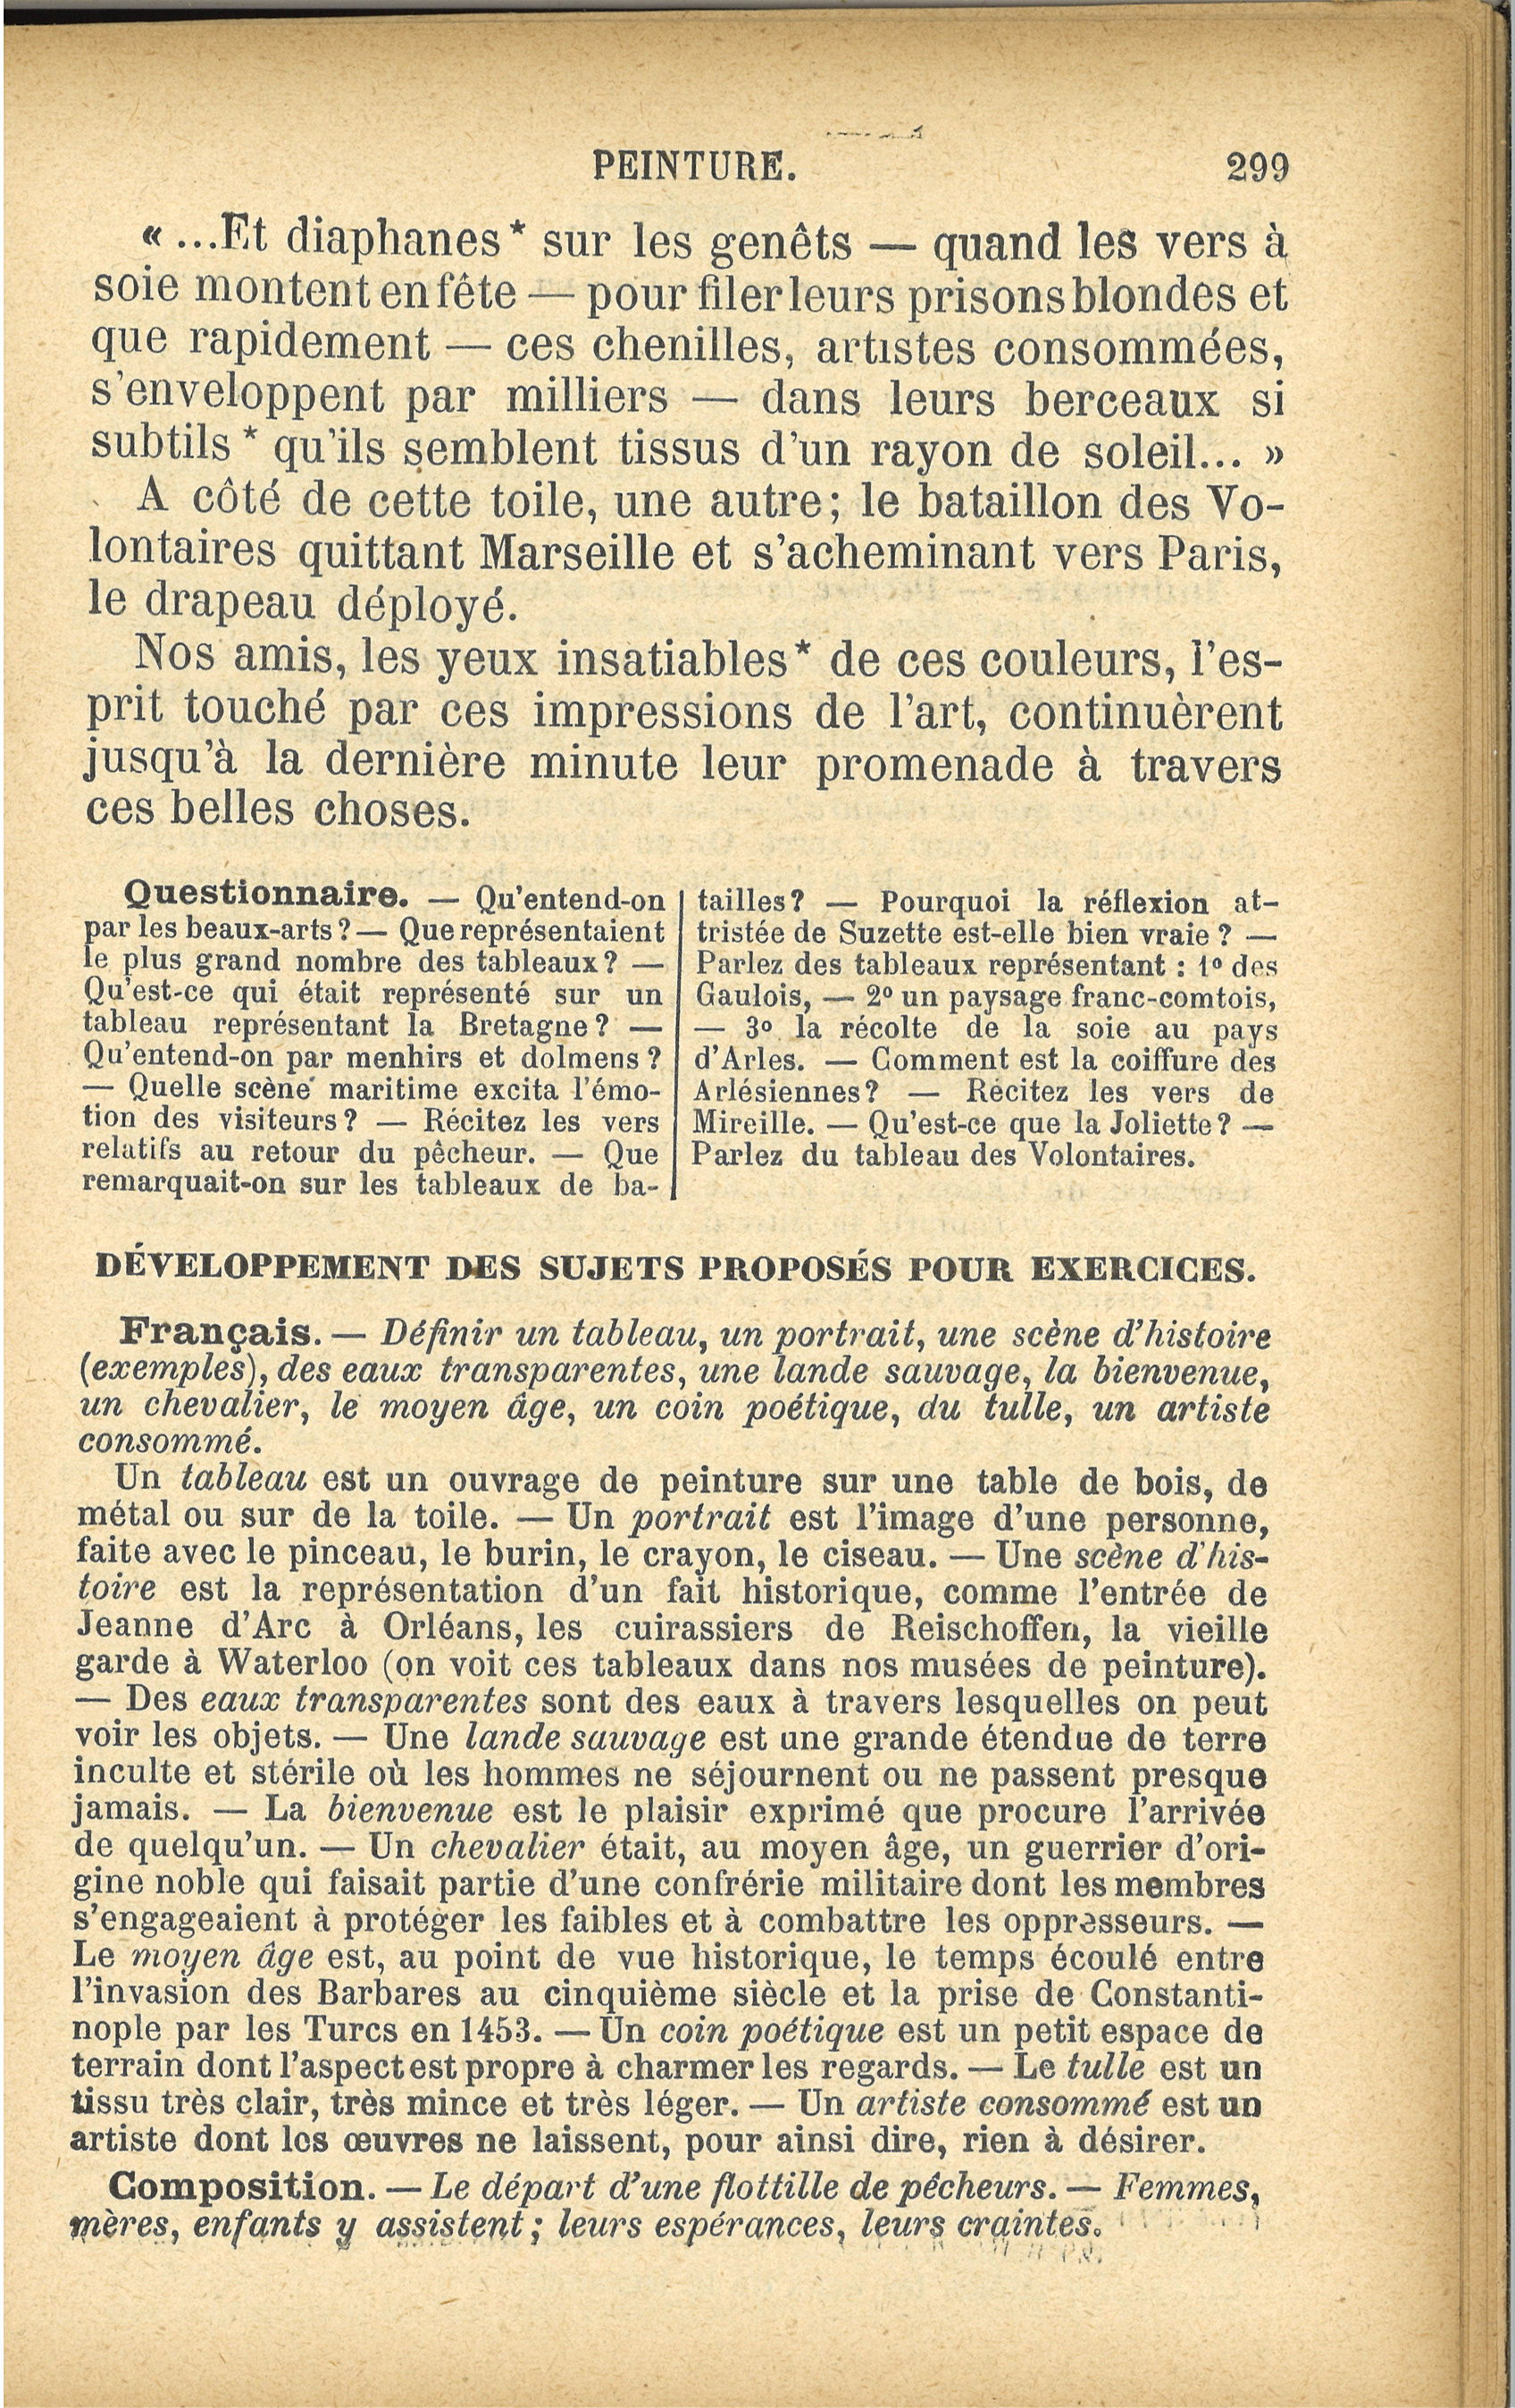 PEINTURE. 299
« ...Et diaphanes* sur les genêts — quand les vers à
soie montent en fête — pour filer leurs prisons blondes et
que rapidement — ces chenilles, artistes consommées,
s'enveloppent par milliers — dans leurs berceaux si
subtils * qu'ils semblent tissus d'un rayon de soleil... »
A côté de cette toile, une autre; le bataillon des Vo-
lontaires quittant Marseille et s'acheminant vers Paris,
le drapeau déployé.
Nos amis, les yeux insatiables* de ces couleurs, l'es-
prit touché par ces impressions de l'art, continuèrent
jusqu'à la dernière minute leur promenade à travers
ces belles choses.
Questionnaire. — Qu'entend-on
par les beaux-arts? — Que représentaient
le plus grand nombre des tableaux? —
Qu'est-ce qui était représenté sur un
tableau représentant la Bretagne? —
Qu'entend-on par menhirs et dolmens?
— Quelle scène maritime excita l'émo-
tion des visiteurs? — Récitez les vers
relatifs au retour du pêcheur. — Que
remarquait-on sur les tableaux de ba-
tailles? — Pourquoi la réflexion at-
tristée de Suzette est-elle bien vraie? —
Parlez des tableaux représentant : 1º des
Gaulois, — 2º un paysage franc-comtois,
— 3º la récolte de la soie au pays
d'Arles. — Comment est la coiffure des
Arlésiennes? — Récitez les vers de
Mireille. — Qu'est-ce que la Joliette? —
Parlez du tableau des Volontaires.
DÉVELOPPEMENT DES SUJETS PROPOSÉS POUR EXERCICES.
Français. — Définir un tableau, un portrait, une scène d'histoire
(exemples), des eaux transparentes, une lande sauvage, la bienvenue,
un chevalier, le moyen âge, un coin poétique, du tulle, un artiste
consommé.
Un tableau est un ouvrage de peinture sur une table de bois, de
métal ou sur de la toile. — Un portrait est l'image d'une personne,
faite avec le pinceau, le burin, le crayon, le ciseau. — Une scène d'his-
toire est la représentation d'un fait historique, comme l'entrée de
Jeanne d'Arc à Orléans, les cuirassiers de Reischoffen, la vieille
garde à Waterloo (on voit ces tableaux dans nos musées de peinture).
— Des eaux transparentes sont des eaux à travers lesquelles on peut
voir les objets. — Une lande sauvage est une grande étendue de terre
inculte et stérile où les hommes ne séjournent ou ne passent presque
jamais. — La bienvenue est le plaisir exprimé que procure l'arrivée
de quelqu'un. — Un chevalier était, au moyen âge, un guerrier d'ori-
gine noble qui faisait partie d'une confrérie militaire dont les membres
s'engageaient à protéger les faibles et à combattre les oppresseurs. —
Le moyen âge est, au point de vue historique, le temps écoulé entre
l'invasion des Barbares au cinquième siècle et la prise de Constanti-
nople par les Turcs en 1453. — Un coin poétique est un petit espace de
terrain dont l'aspect est propre à charmer les regards. — Le tulle est un
tissu très clair, très mince et très léger. — Un artiste consommé est un
artiste dont les œuvres ne laissent, pour ainsi dire, rien à désirer.
Composition. — Le départ d'une flottille de pêcheurs. — Femmes,
mères, enfants y assistent; leurs espérances, leurs craintes.